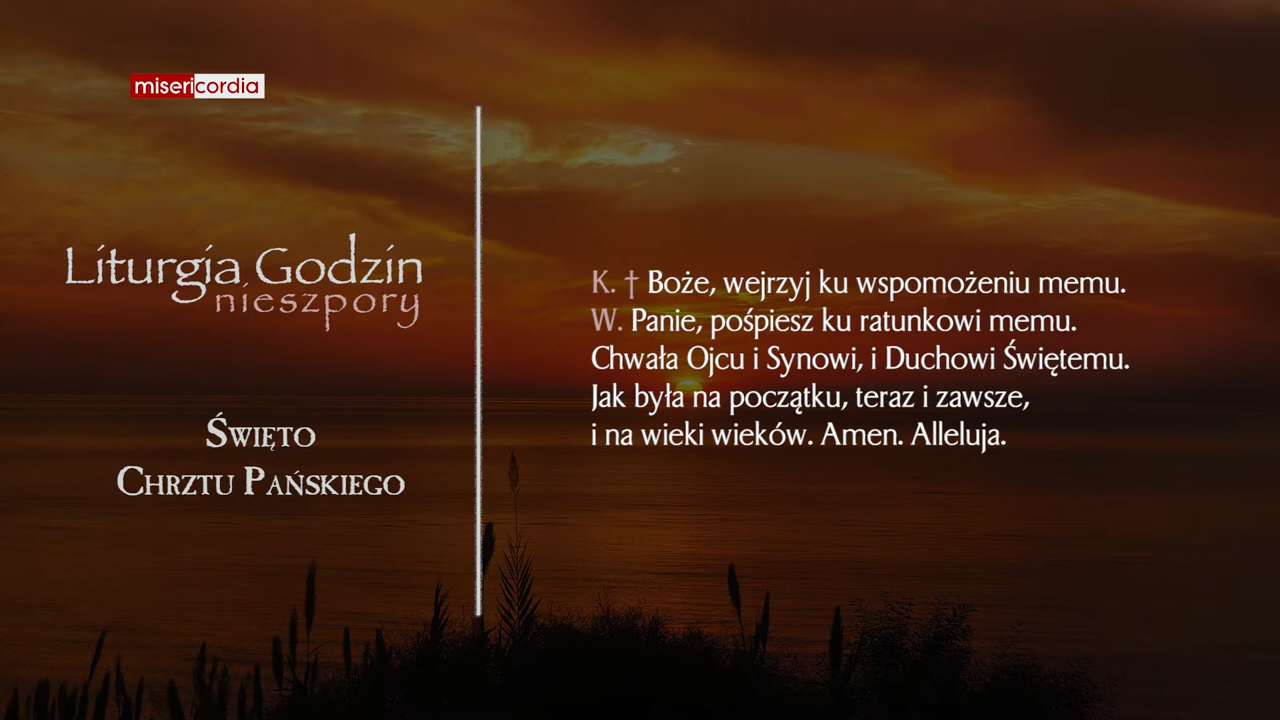 misericordia
Liturgia Godzin
nieszpory
Święto
Chrztu Pańskiego
K. † Boże, wejrzyj ku wspomożeniu memu.
W. Panie, pośpiesz ku ratunkowi memu.
Chwała Ojcu i Synowi, i Duchowi Świętemu.
Jak była na początku, teraz i zawsze,
i na wieki wieków. Amen. Alleluja.